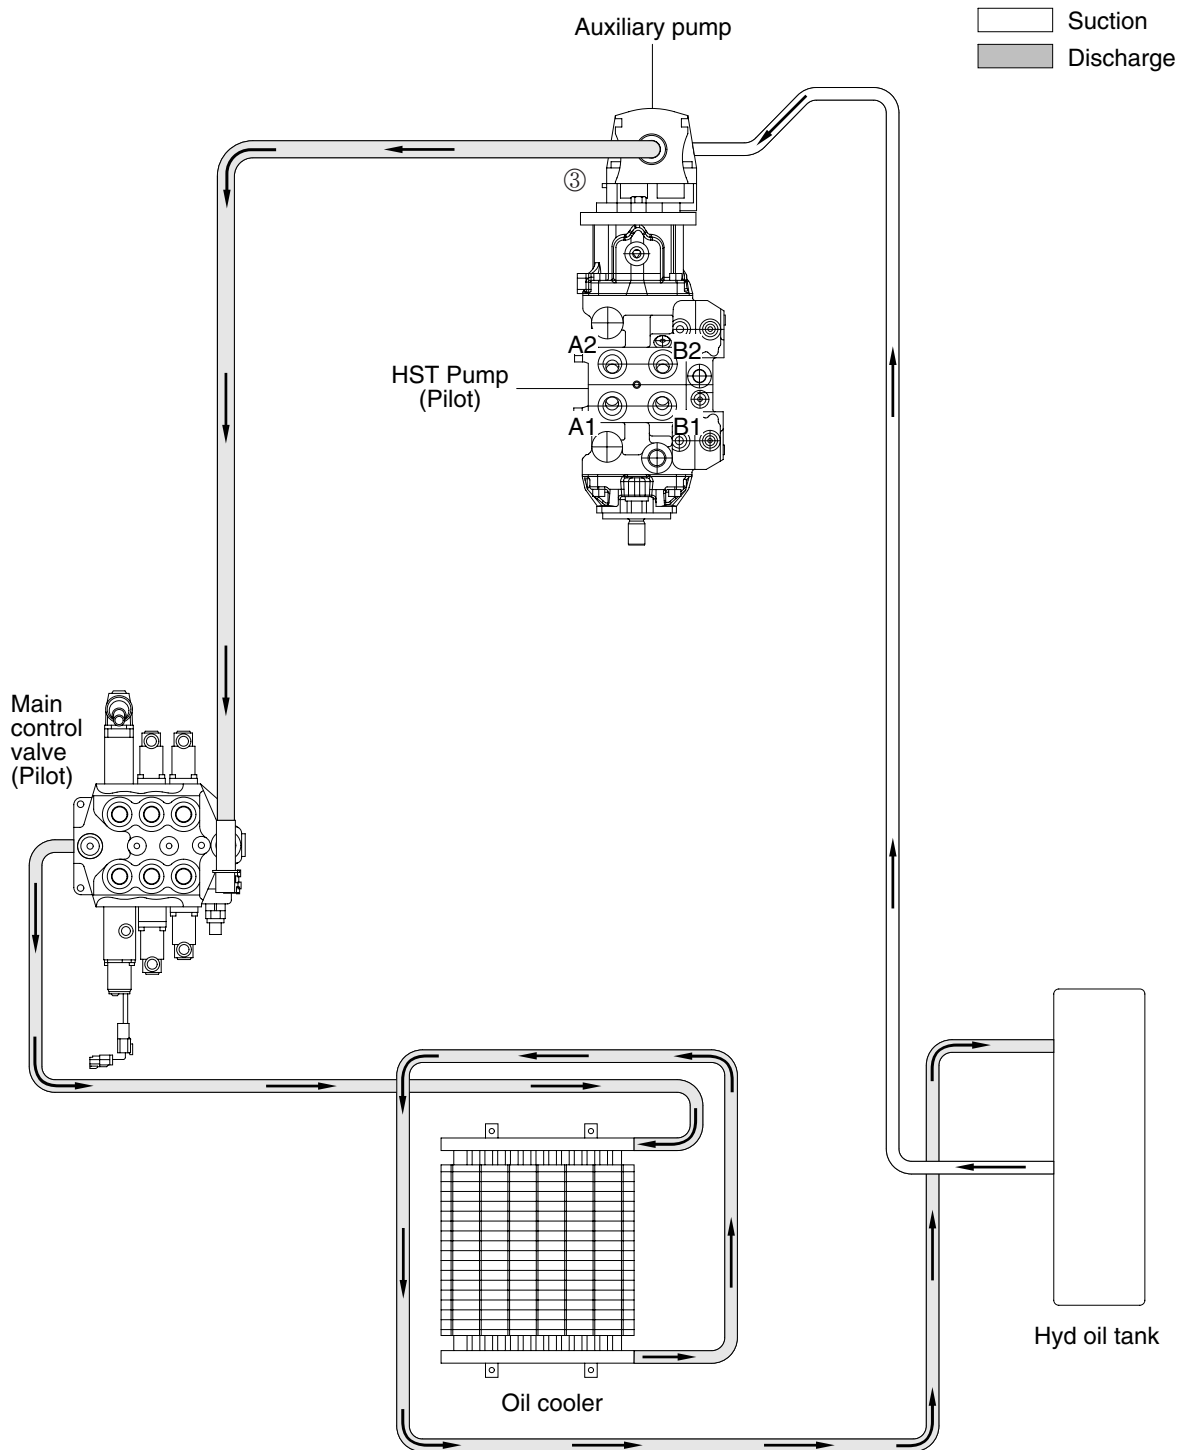 Suction
Discharge
Auxiliary pump
③
A2
B2
HST Pump
(Pilot)
A1
B1
Main
control
valve
(Pilot)
Hyd oil tank
Oil cooler